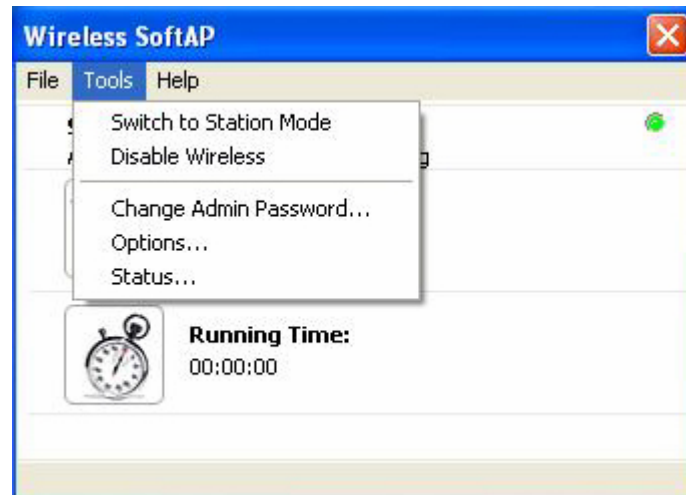 Wireless SoftAP
File Tools Help
Switch to Station Mode
Disable Wireless
Change Admin Password...
Options...
Status...
Running Time:
00:00:00